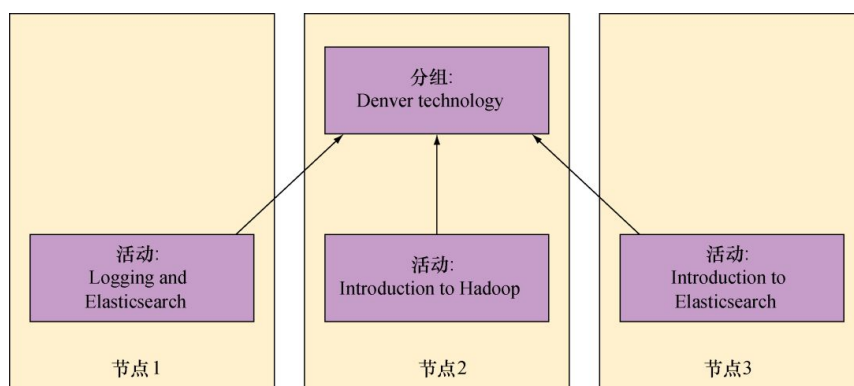 分组:
Denver technology
活动:
Logging and
Elasticsearch
活动:
Introduction to Hadoop
活动:
Introduction to
Elasticsearch
节点1
节点2
节点3